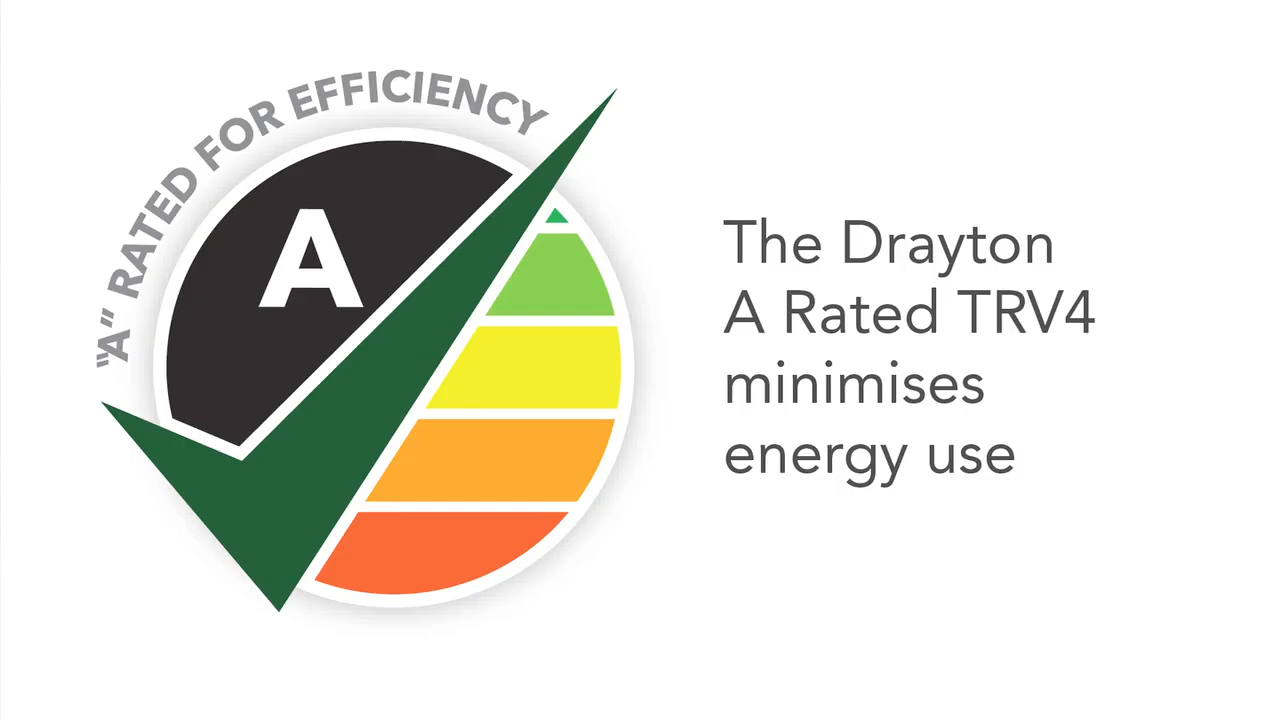 “A” RATED FOR EFFICIENCY
A
The Drayton
A Rated TRV4
minimises
energy use